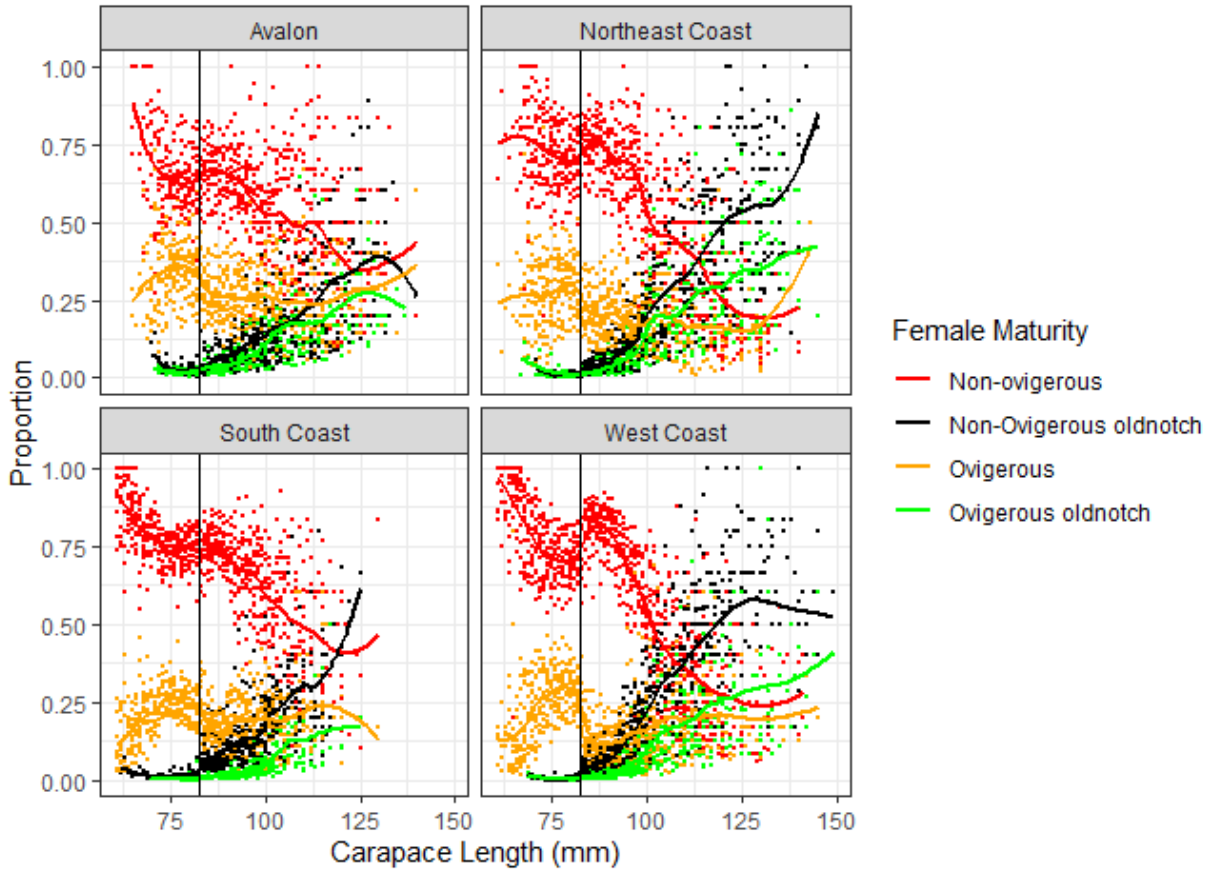 Avalon
Northeast Coast
1.00
0.75
0.50
0.25
0.00
South Coast
West Coast
1.00
0.75
0.50
0.25
0.00
75 100 125 150
75 100 125 150
Proportion
Carapace Length (mm)
Female Maturity
Non-ovigerous
Non-Ovigerous oldnotch
Ovigerous
Ovigerous oldnotch